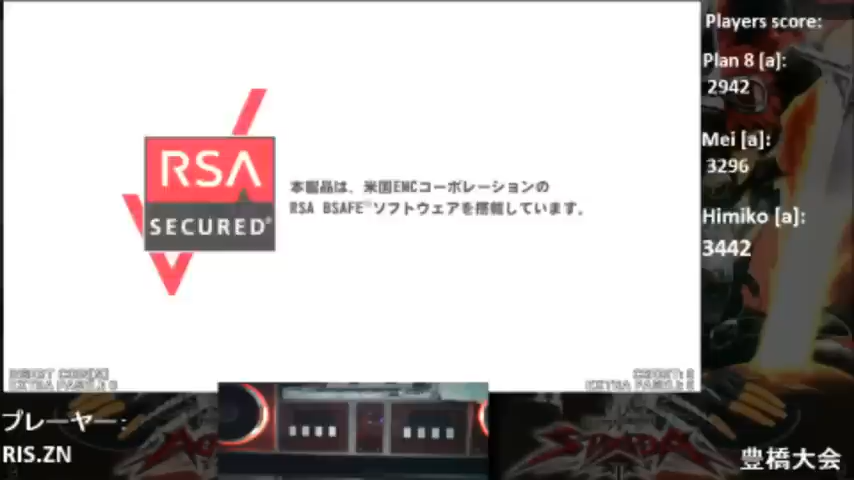 Players score:
Plan 8 [a]:
2942
Mei [a]:
3296
Himiko [a]:
3442
RSA
SECURED®
本製品は、米国EMCコーポレーションの
RSA BSAFE®ソフトウェアを搭載しています。
プレーヤー:
RIS.ZN
豊橋大会